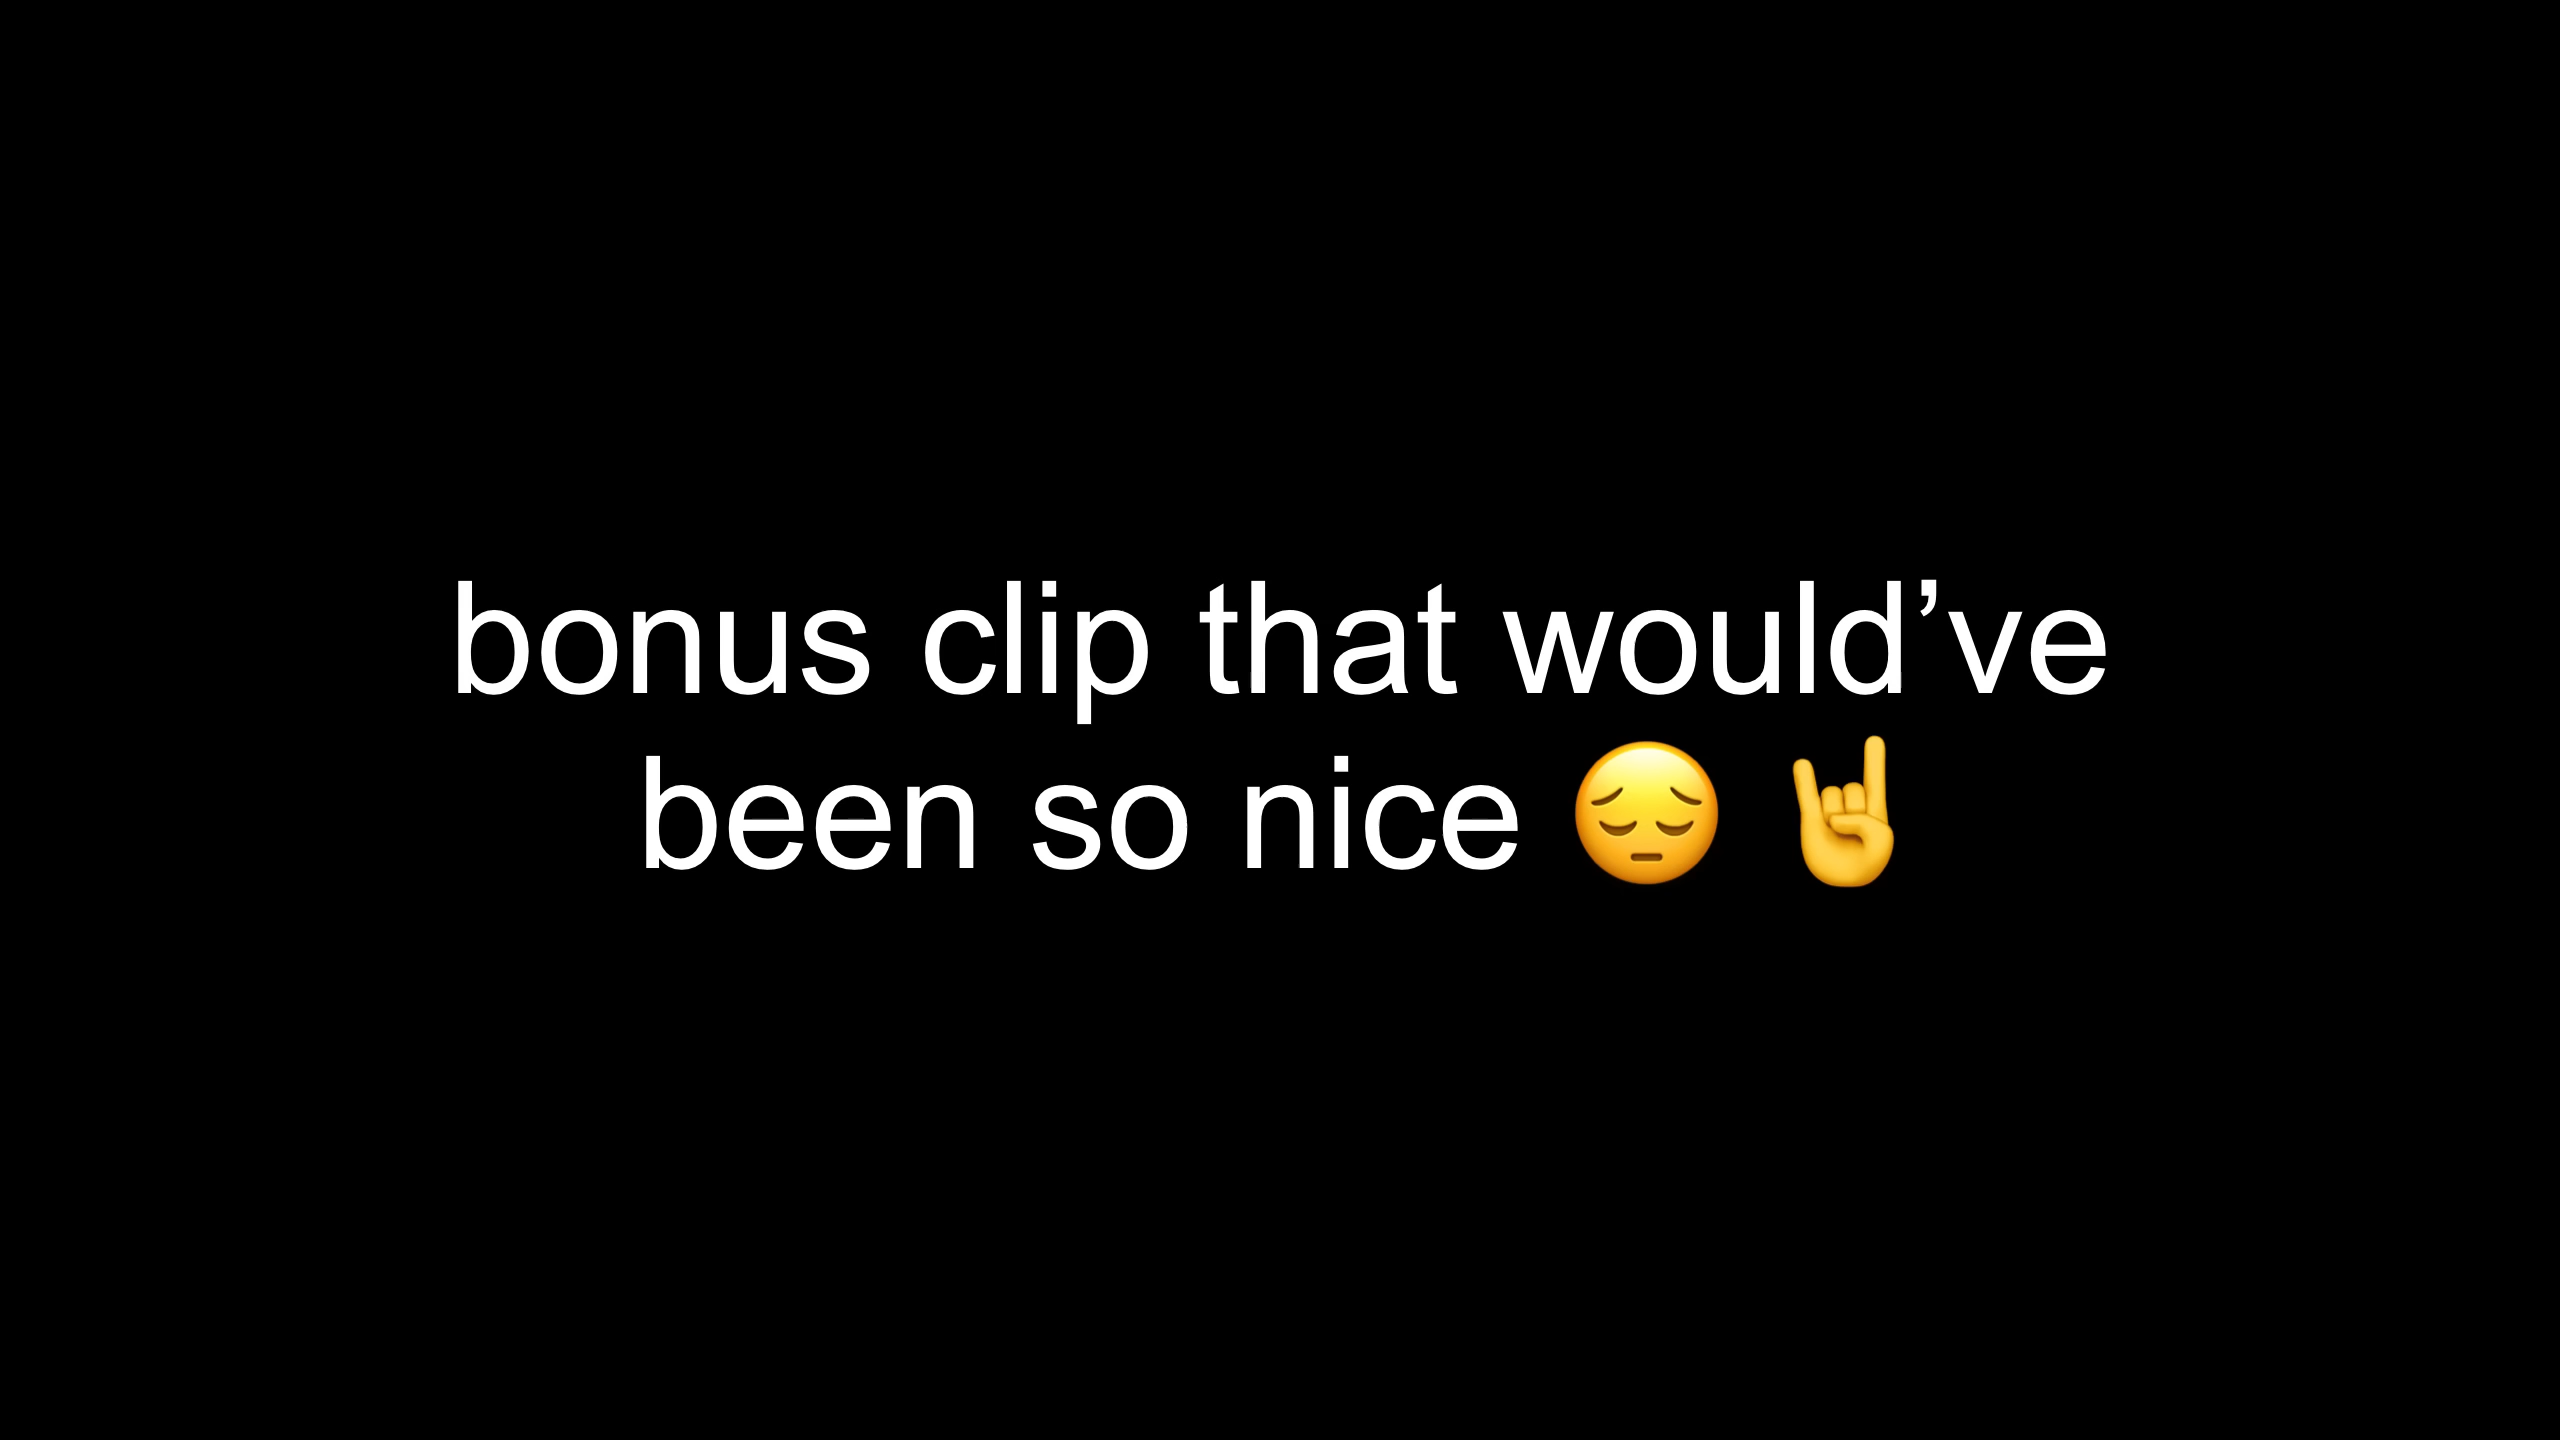 bonus clip that would’ve
been so nice 😔 🤘